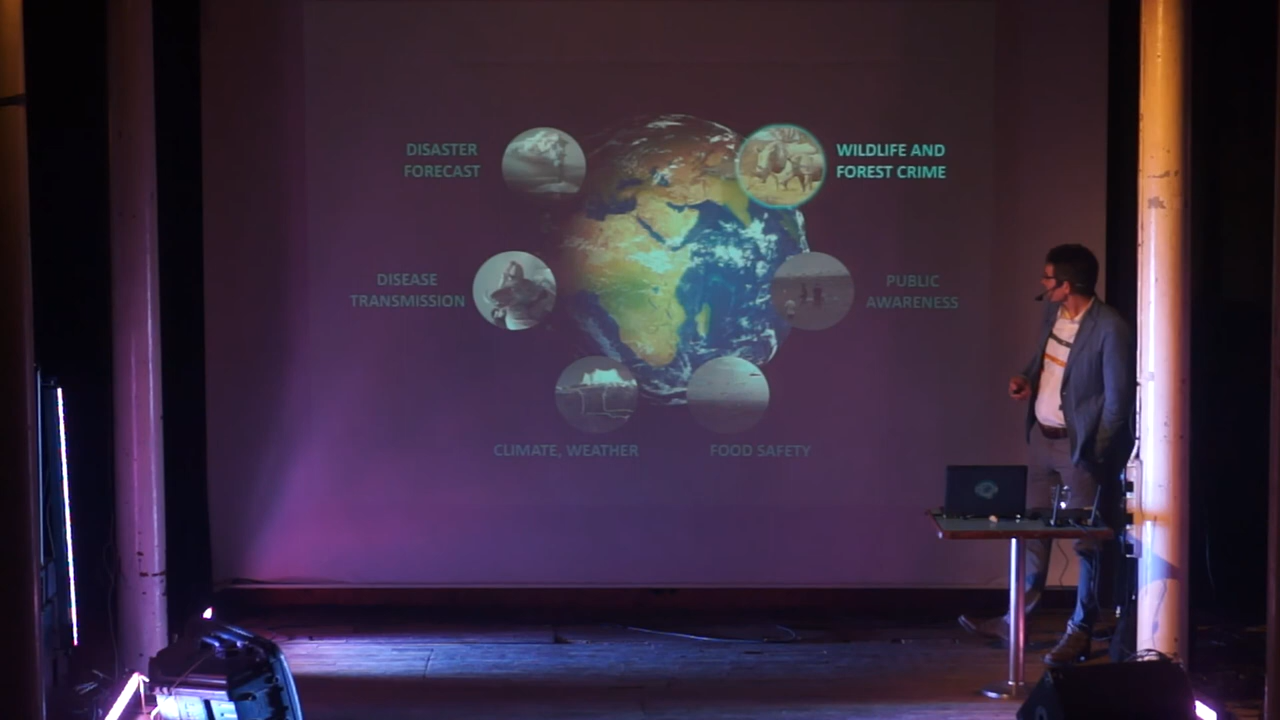 DISASTER
FORECAST
WILDLIFE AND
FOREST CRIME
DISEASE
TRANSMISSION
PUBLIC
AWARENESS
CLIMATE, WEATHER
FOOD SAFETY